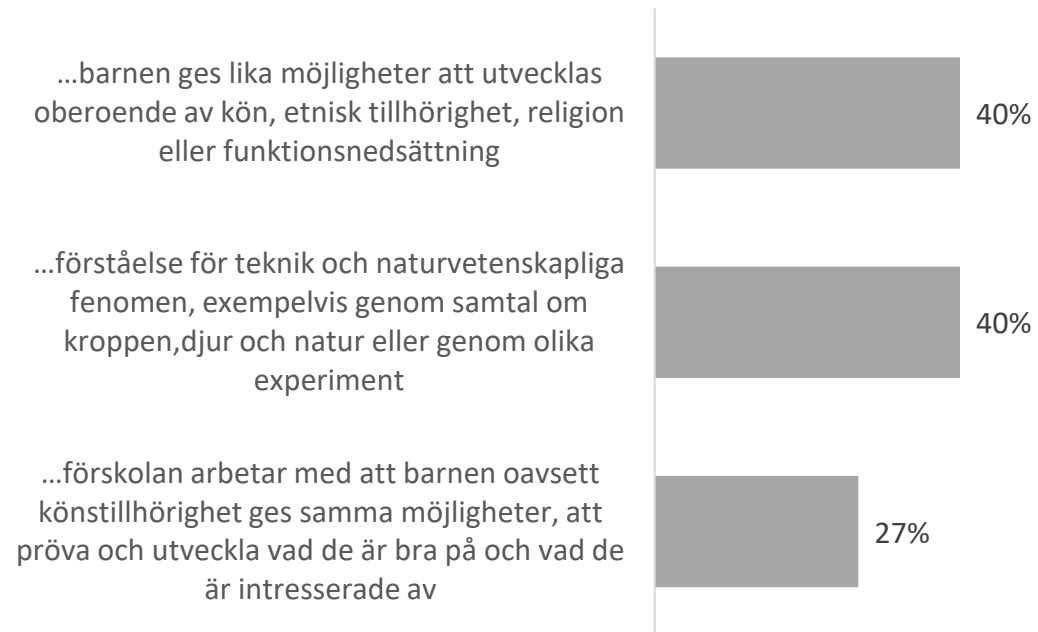 ...barnen ges lika möjligheter att utvecklas
oberoende av kön, etnisk tillhörighet, religion
eller funktionsnedsättning
40%
...förståelse för teknik och naturvetenskapliga
fenomen, exempelvis genom samtal om
kroppen,djur och natur eller genom olika
experiment
40%
...förskolan arbetar med att barnen oavsett
könstillhörighet ges samma möjligheter, att
pröva och utveckla vad de är bra på och vad de
är intresserade av
27%